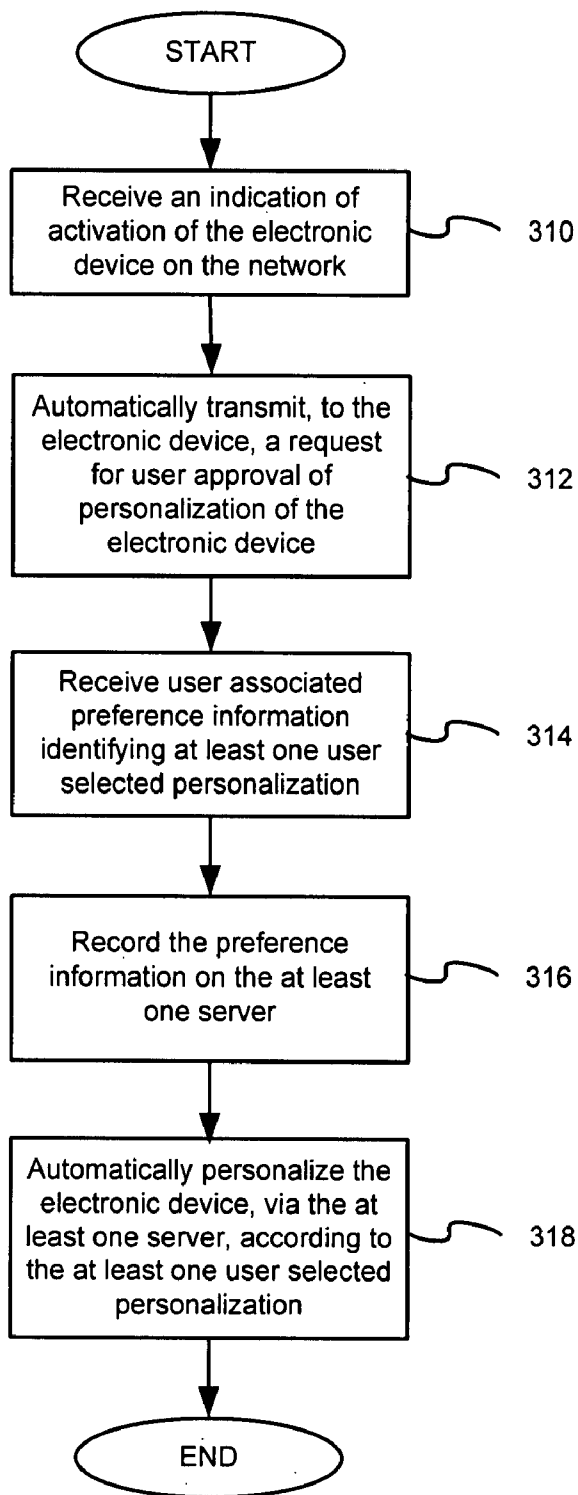 START
Receive an indication of
activation of the electronic
device on the network
310
Automatically transmit, to the
electronic device, a request
for user approval of
personalization of the
electronic device
312
Receive user associated
preference information
identifying at least one user
selected personalization
314
Record the preference
information on the at least
one server
316
Automatically personalize the
electronic device, via the at
least one server, according to
the at least one user selected
personalization
318
END